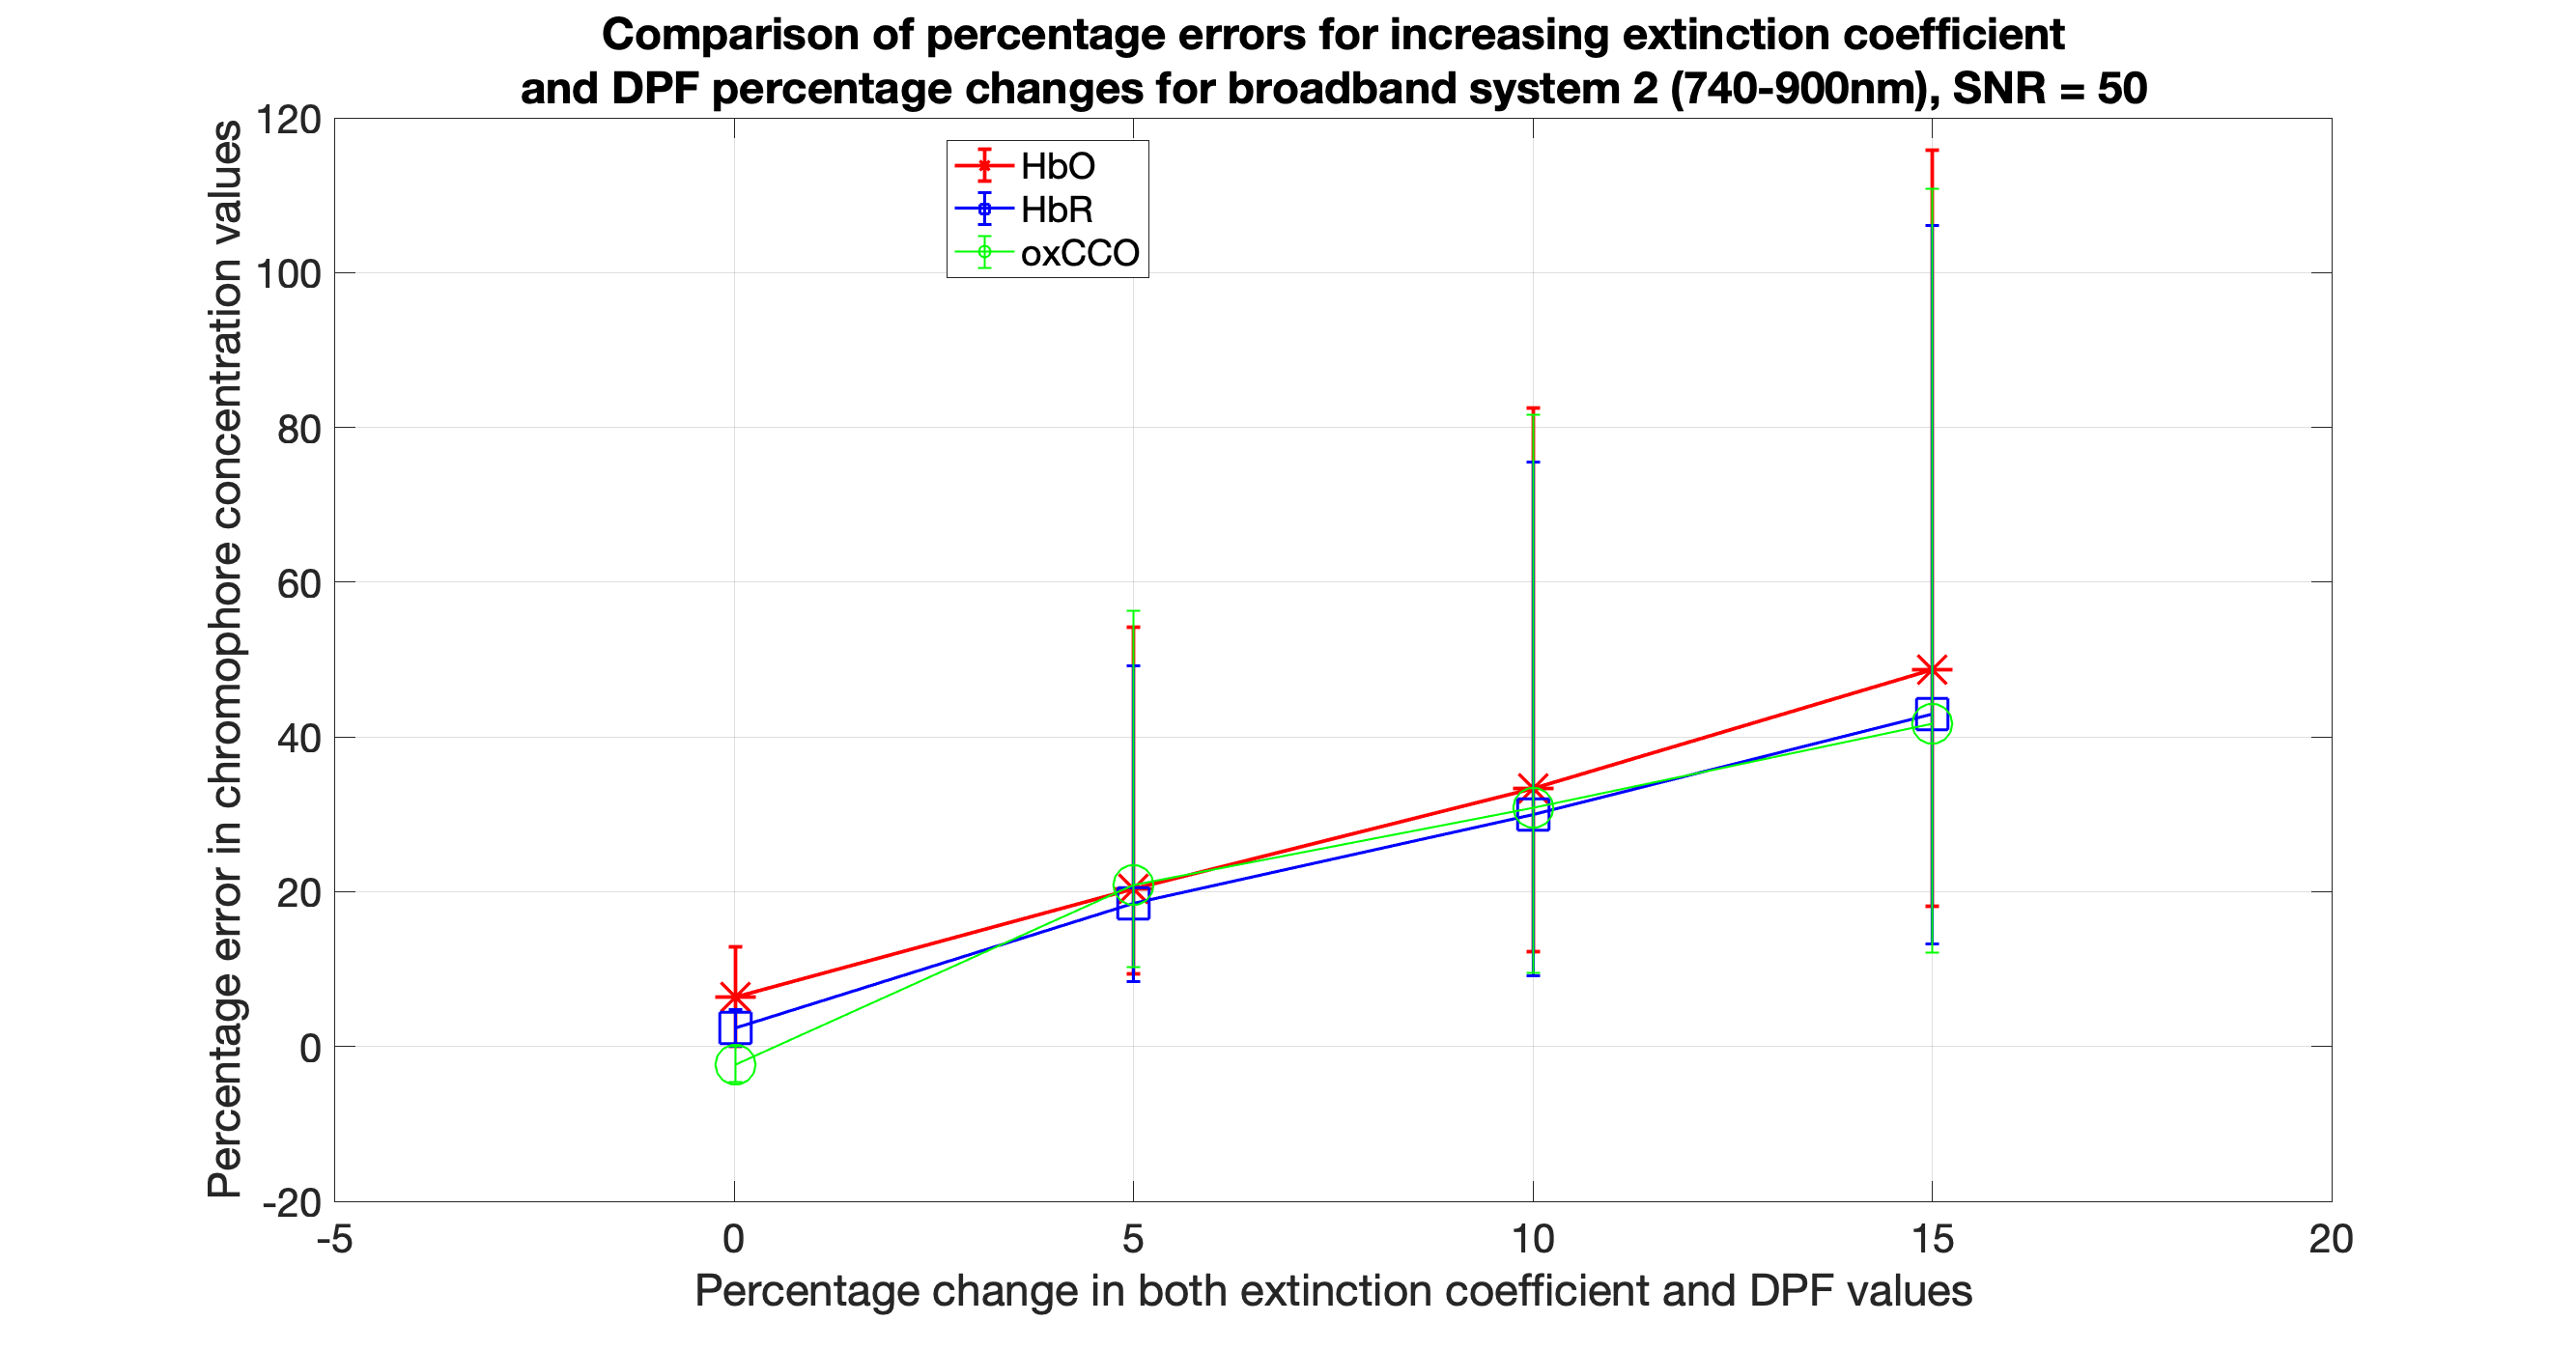 Comparison of percentage errors for increasing extinction coefficient
and DPF percentage changes for broadband system 2 (740-900nm), SNR = 50
Percentage error in chromophore concentration values
120
100
80
60
40
20
0
-20
HbO
HbR
oxCCO
-5 0 5 10 15 20
Percentage change in both extinction coefficient and DPF values